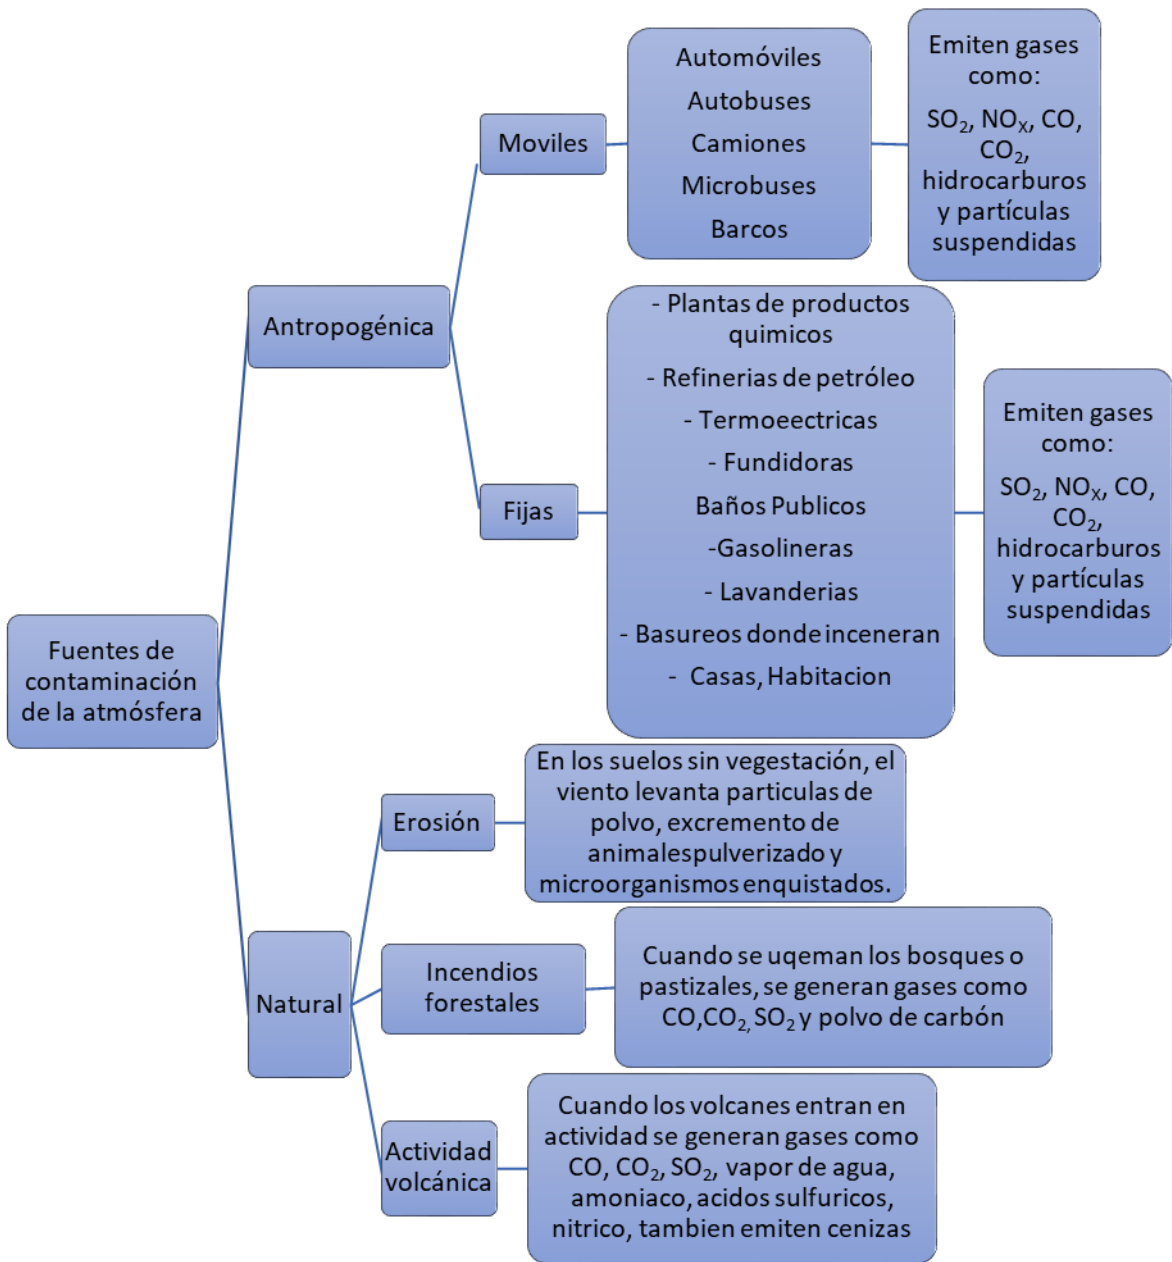 Fuentes de
contaminación
de la atmósfera
Antropogénica
Moviles
Automóviles
Autobuses
Camiones
Microbuses
Barcos
Emiten gases
como:
SO₂, NOₓ, CO,
CO₂,
hidrocarburos
y partículas
suspendidas
Fijas
- Plantas de productos
quimicos
- Refinerias de petróleo
- Termoeectricas
- Fundidoras
Baños Publicos
-Gasolineras
- Lavanderias
- Basureos donde inceneran
- Casas, Habitacion
Emiten gases
como:
SO₂, NOₓ, CO,
CO₂,
hidrocarburos
y partículas
suspendidas
Natural
Erosión
En los suelos sin vegestación, el
viento levanta particulas de
polvo, excremento de
animalespulverizado y
microorganismos enquistados.
Incendios
forestales
Cuando se uqeman los bosques o
pastizales, se generan gases como
CO,CO₂, SO₂ y polvo de carbón
Actividad
volcánica
Cuando los volcanes entran en
actividad se generan gases como
CO, CO₂, SO₂, vapor de agua,
amoniaco, acidos sulfuricos,
nitrico, tambien emiten cenizas